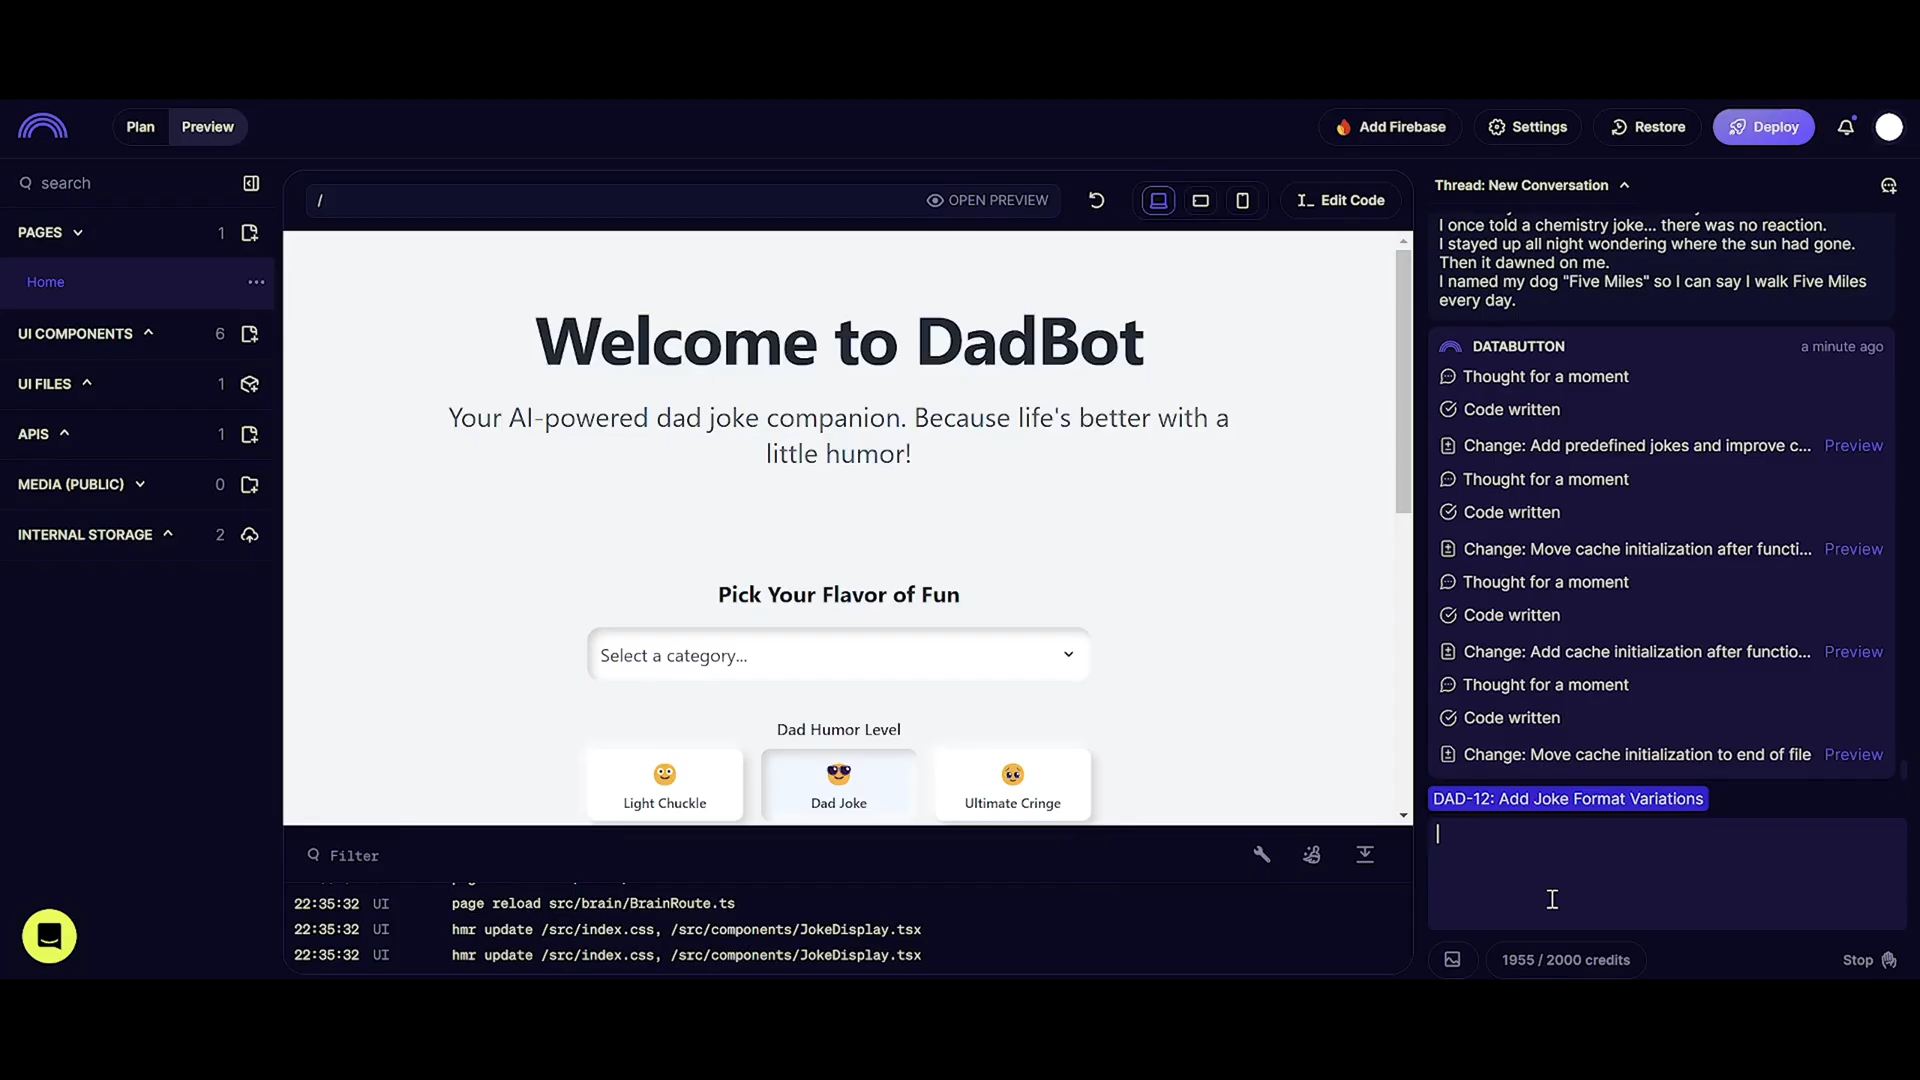 Plan
Preview
Add Firebase
Settings
Restore
Deploy
search
PAGES
1
Home
UI COMPONENTS
6
UI FILES
1
APIS
1
MEDIA (PUBLIC)
0
INTERNAL STORAGE
2
/
OPEN PREVIEW
Edit Code
Welcome to DadBot
Your AI-powered dad joke companion. Because life's better with a
little humor!
Pick Your Flavor of Fun
Select a category...
Dad Humor Level
Light Chuckle
Dad Joke
Ultimate Cringe
Filter
22:35:32 UI page reload src/brain/BrainRoute.ts
22:35:32 UI hmr update /src/index.css, /src/components/JokeDisplay.tsx
22:35:32 UI hmr update /src/index.css, /src/components/JokeDisplay.tsx
Thread: New Conversation
I once told a chemistry joke... there was no reaction.
I stayed up all night wondering where the sun had gone.
Then it dawned on me.
I named my dog "Five Miles" so I can say I walk Five Miles
every day.
DATABUTTON
a minute ago
Thought for a moment
Code written
Change: Add predefined jokes and improve c... Preview
Thought for a moment
Code written
Change: Move cache initialization after functi... Preview
Thought for a moment
Code written
Change: Add cache initialization after functio... Preview
Thought for a moment
Code written
Change: Move cache initialization to end of file Preview
DAD-12: Add Joke Format Variations
1955 / 2000 credits
Stop